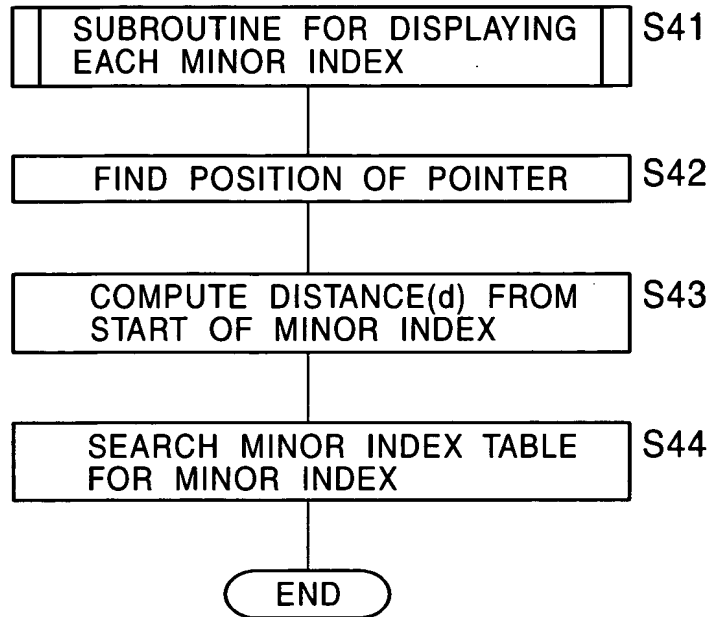 SUBROUTINE FOR DISPLAYING S41
EACH MINOR INDEX
FIND POSITION OF POINTER S42
COMPUTE DISTANCE(d) FROM S43
START OF MINOR INDEX
SEARCH MINOR INDEX TABLE S44
FOR MINOR INDEX
END